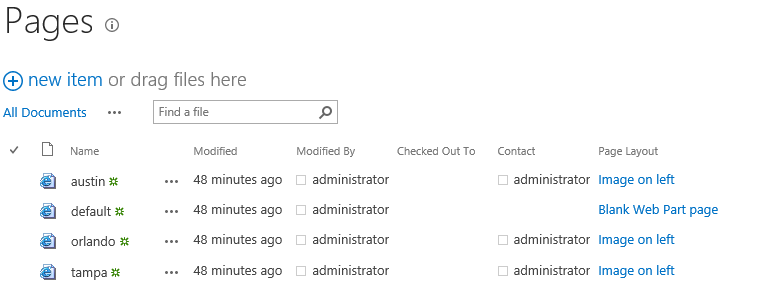 Pages
new item or drag files here
All Documents ••• Find a file
Name Modified Modified By Checked Out To Contact Page Layout
austin ••• 48 minutes ago administrator administrator Image on left
default ••• 48 minutes ago administrator Blank Web Part page
orlando ••• 48 minutes ago administrator administrator Image on left
tampa ••• 48 minutes ago administrator administrator Image on left